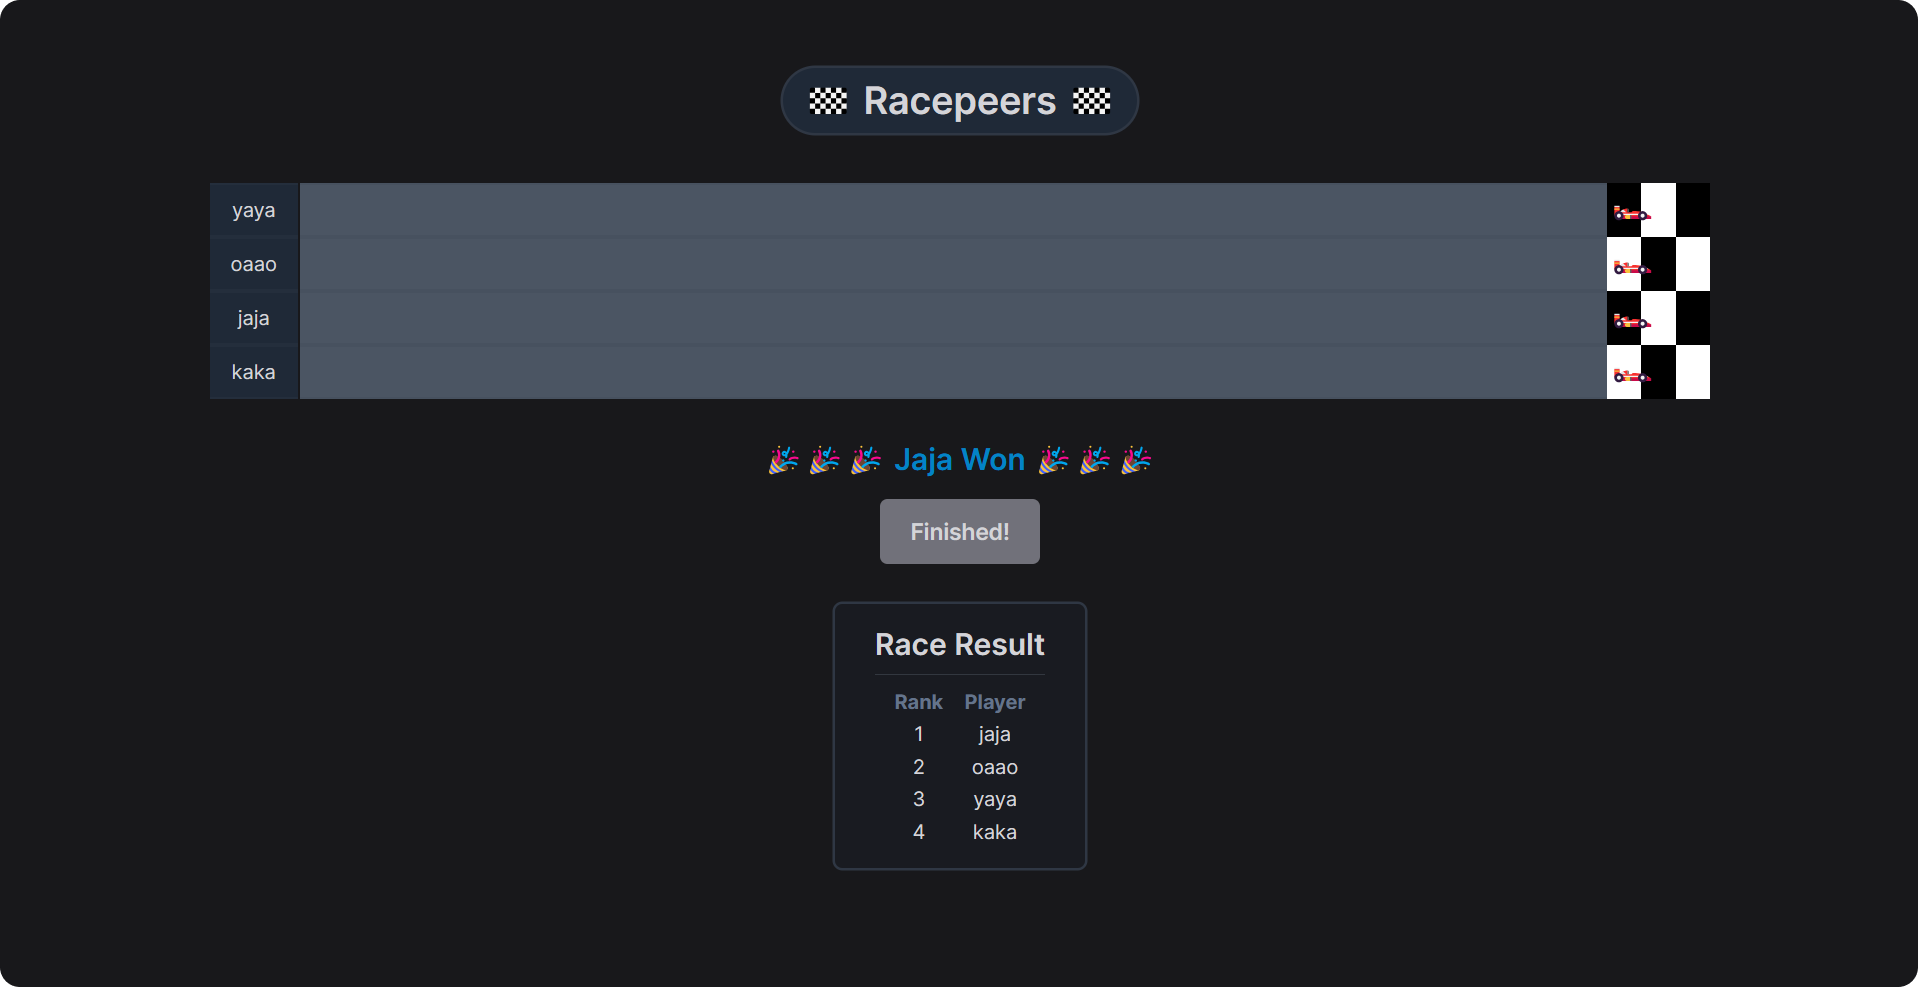 Racepeers
yaya
oaao
jaja
kaka
Jaja Won
Finished!
Race Result
Rank Player
1 jaja
2 oaao
3 yaya
4 kaka